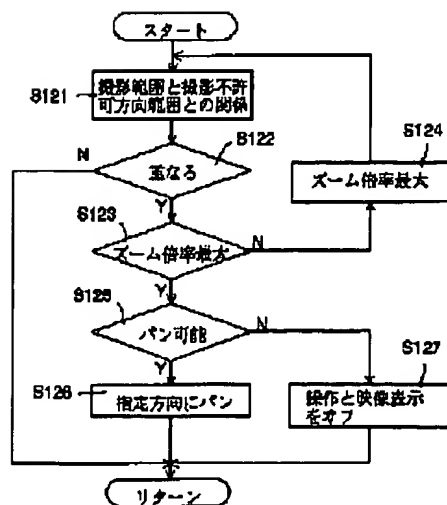 スタート
S121
撮影範囲と撮影不許
可方向範囲との関係
S122
N
重なる
Y
S123
ズーム倍率最大
N
S124
ズーム倍率最大
Y
S125
パン可能
N
Y
S126
指定方向にパン
S127
操作と映像表示
をオフ
リターン